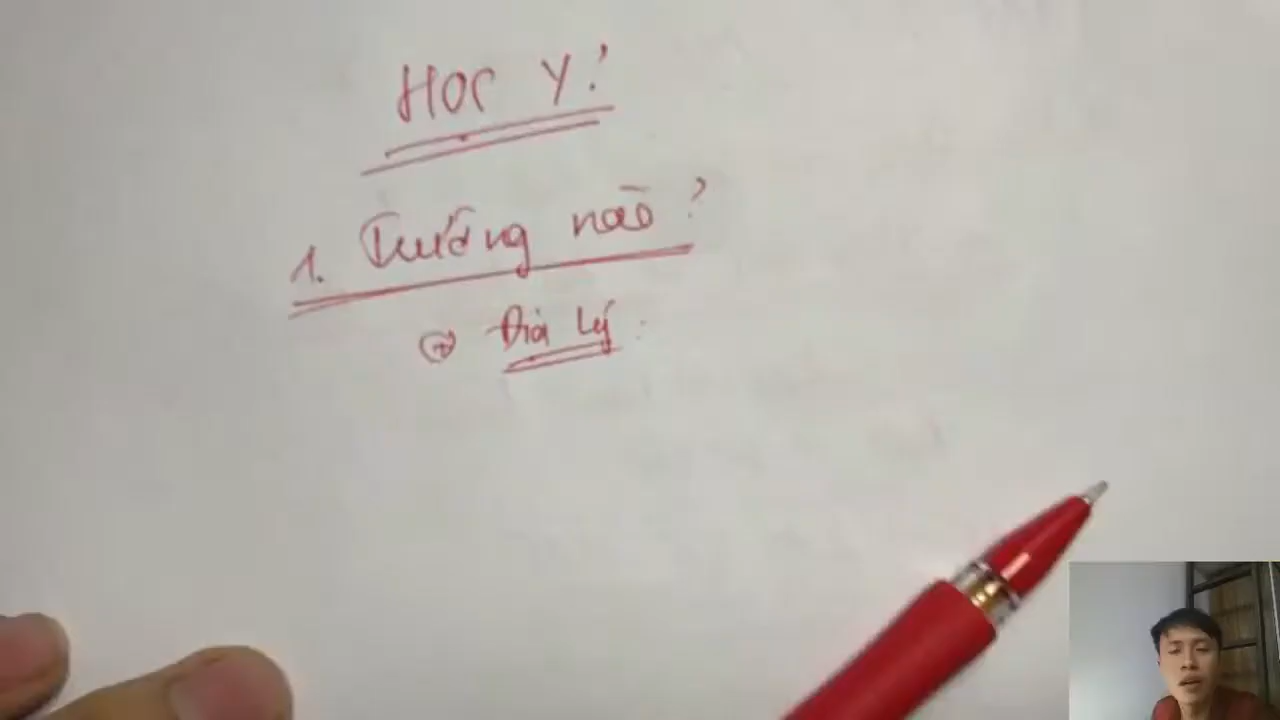 HỌC Y?
1. Trường nào?
⊕ Địa Lý: